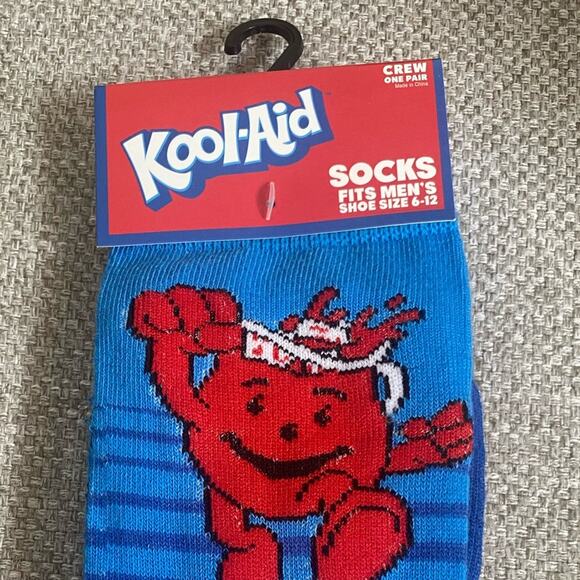 CREW
ONE PAIR
Made in China
Kool-Aid
SOCKS
FITS MEN'S
SHOE SIZE 6-12